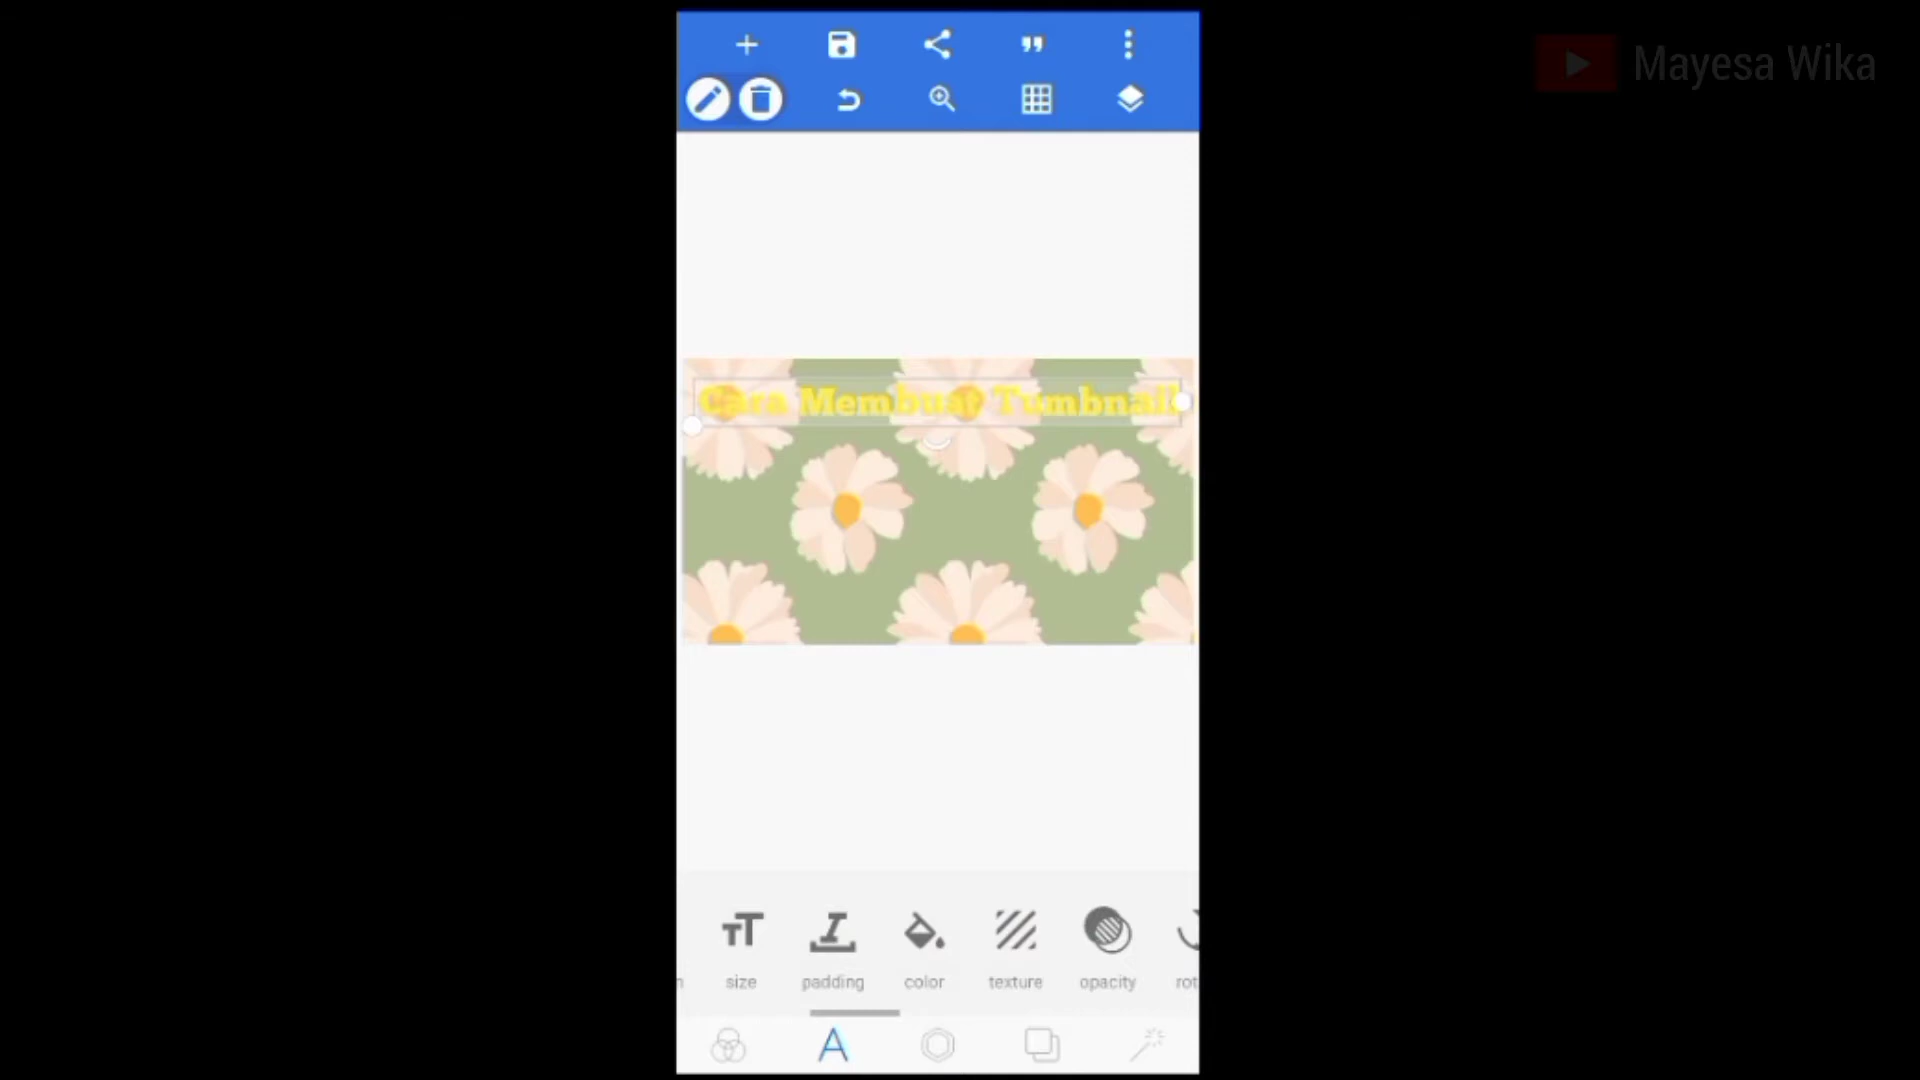 Mayesa Wika
Cara Membuat Tumbnail
size padding color texture opacity
A